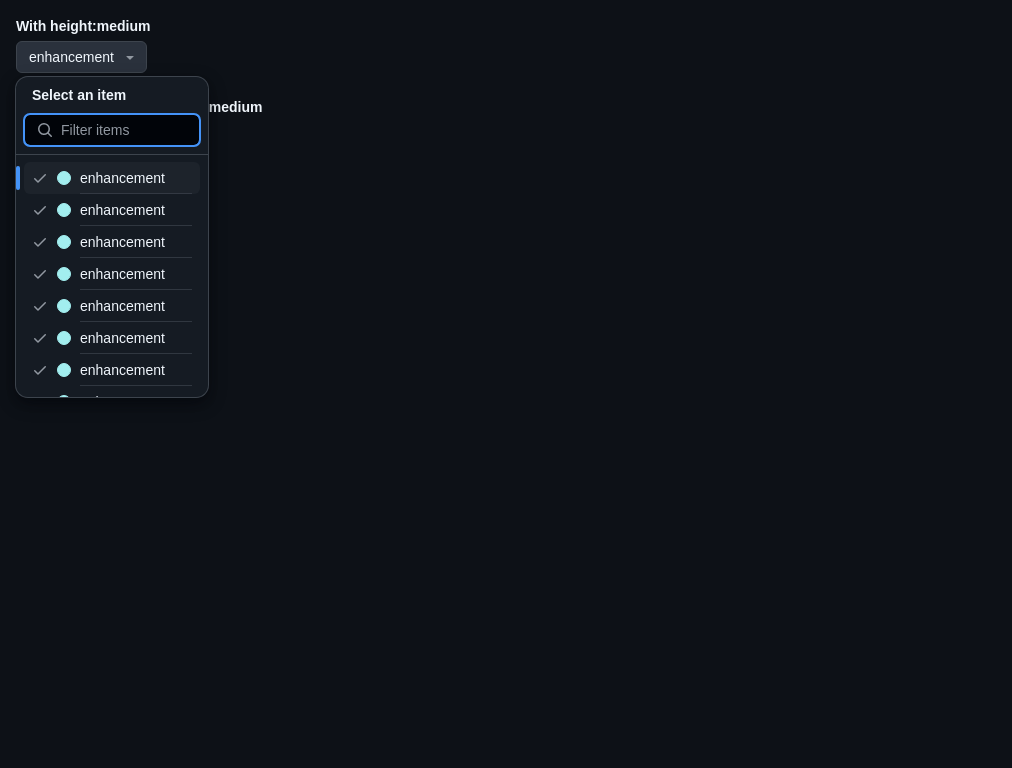 With height:medium
enhancement
Select an item
medium
Filter items
enhancement
enhancement
enhancement
enhancement
enhancement
enhancement
enhancement